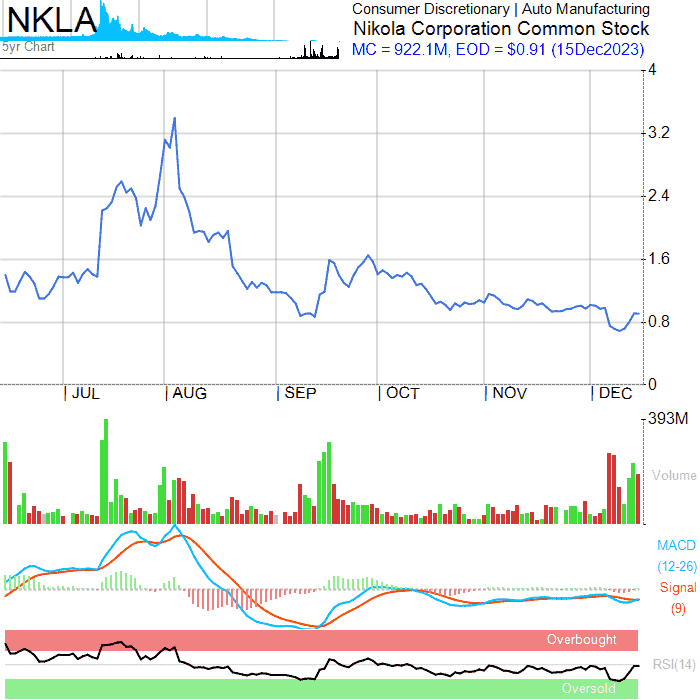 NKLA
5yr Chart
Consumer Discretionary | Auto Manufacturing
Nikola Corporation Common Stock
MC = 922.1M, EOD = $0.91 (15Dec2023)
4
3.2
2.4
1.6
0.8
0
| JUL | AUG | SEP | OCT | NOV | DEC
393M
Volume
MACD
(12-26)
Signal
(9)
Overbought
RSI(14)
Oversold